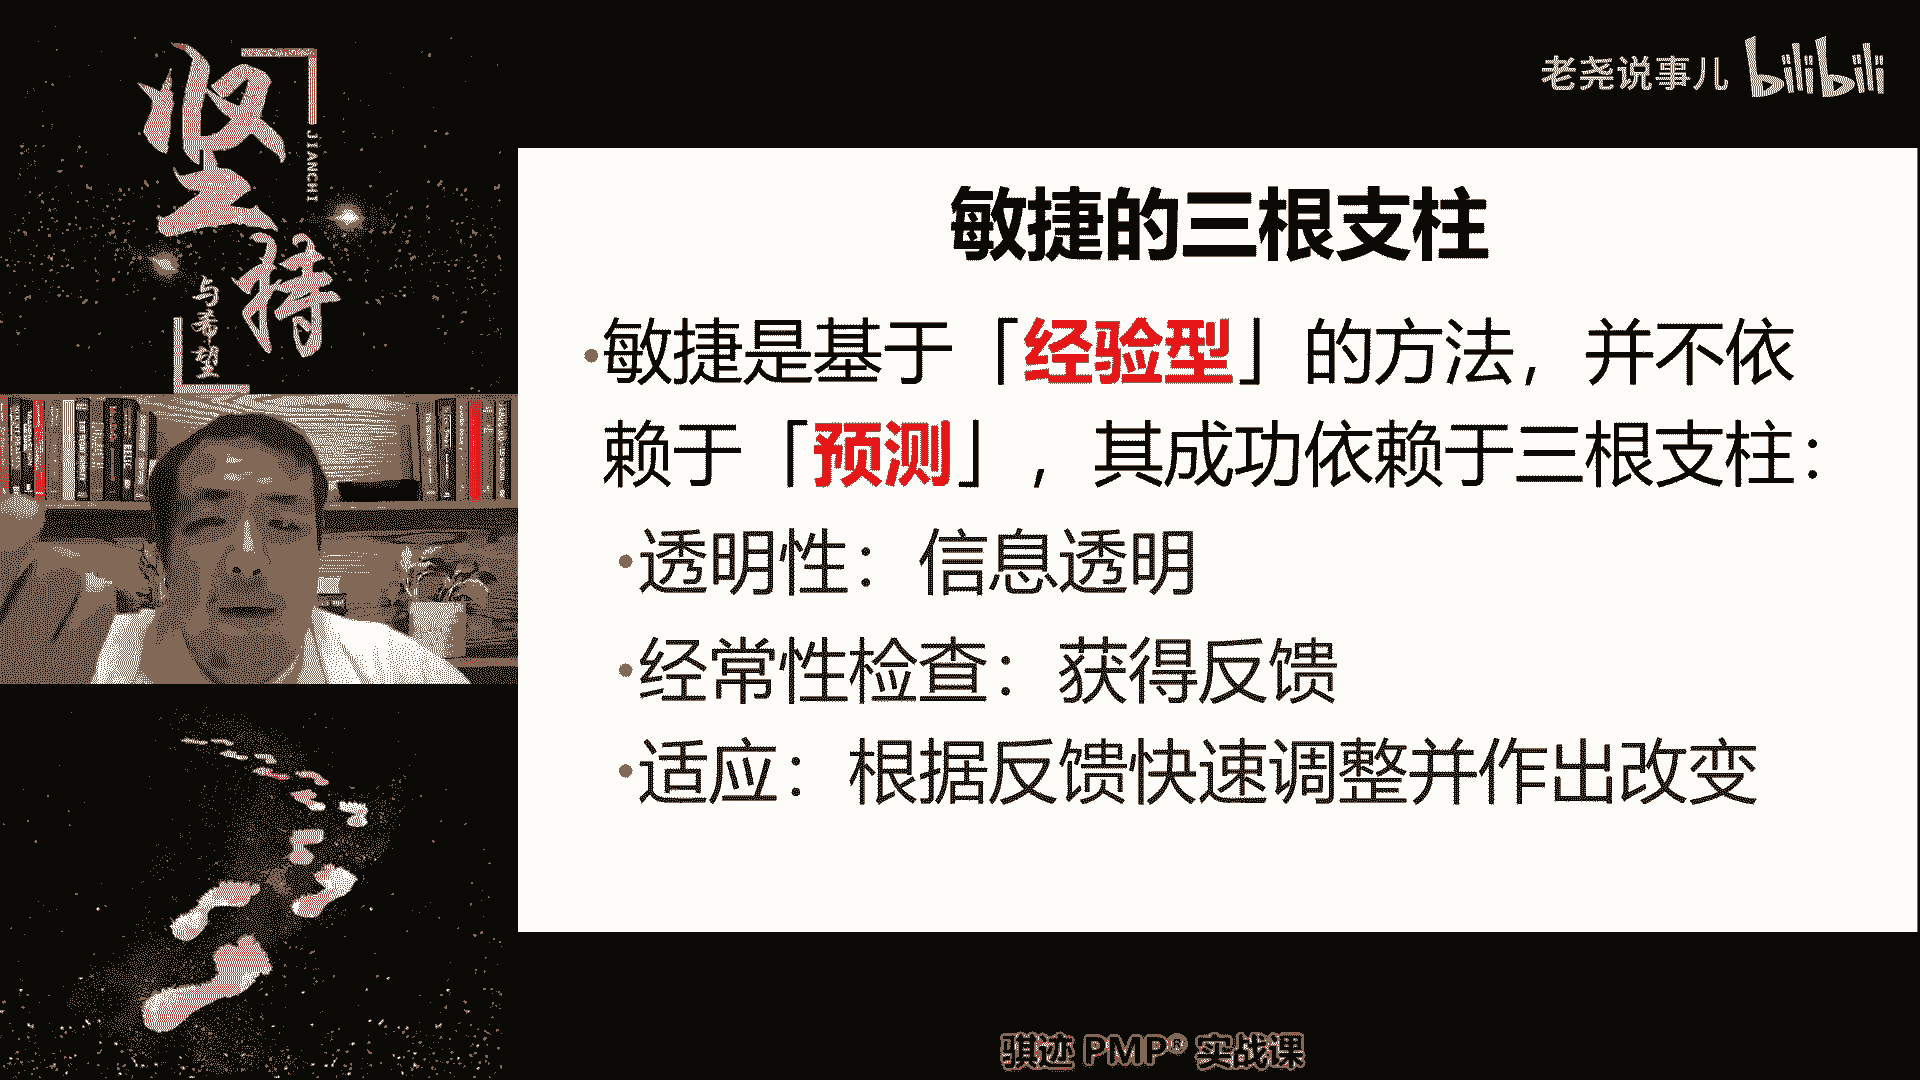 坚持
JIANCHI
与希望
老尧说事儿 bilibili
敏捷的三根支柱
•敏捷是基于「经验型」的方法，并不依
赖于「预测」，其成功依赖于三根支柱：
•透明性：信息透明
•经常性检查：获得反馈
•适应：根据反馈快速调整并作出改变
骐迹 PMP® 实战课